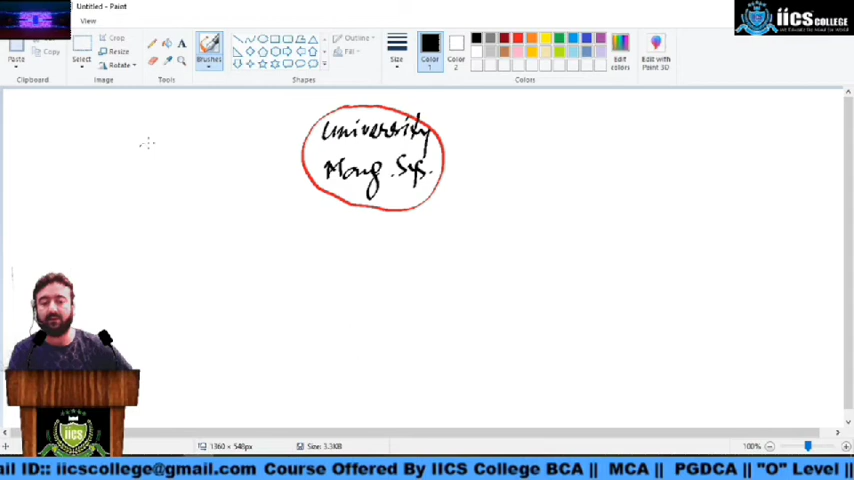 Untitled - Paint
View
Paste
Cut
Copy
Clipboard
Select
Crop
Resize
Rotate
Image
A
Tools
Brushes
Shapes
Outline
Fill
Size
Color
1
Color
2
Colors
Edit
colors
Edit with
Paint 3D
iics
COLLEGE
University
Mang.Sys.
iics
1360 × 548px
Size: 3.3KB
100%
ail ID:: iicscollege@gmail.com Course Offered By IICS College BCA || MCA || PGDCA || "O" Level ||